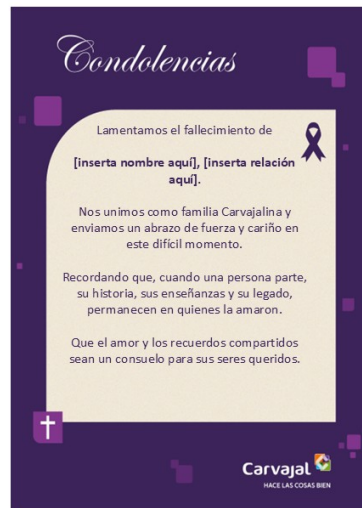 Condolencias
Lamentamos el fallecimiento de
[inserta nombre aquí], [inserta relación
aquí].
Nos unimos como familia Carvajalina y
enviamos un abrazo de fuerza y cariño en
este difícil momento.
Recordando que, cuando una persona parte,
su historia, sus enseñanzas y su legado,
permanecen en quienes la amaron.
Que el amor y los recuerdos compartidos
sean un consuelo para sus seres queridos.
Carvajal
HACE LAS COSAS BIEN